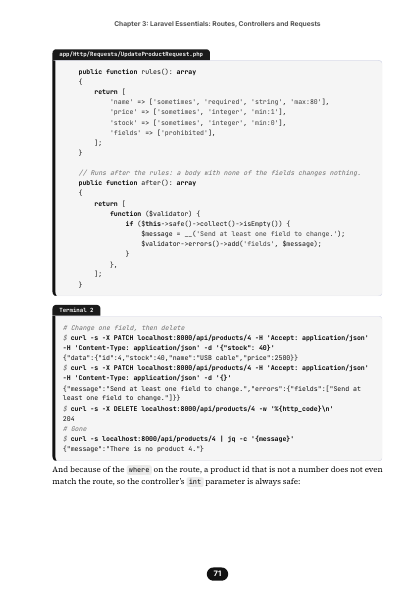 Chapter 3: Laravel Essentials: Routes, Controllers and Requests
app/Http/Requests/UpdateProductRequest.php
public function rules(): array
{
return [
'name' => ['sometimes', 'required', 'string', 'max:80'],
'price' => ['sometimes', 'integer', 'min:1'],
'stock' => ['sometimes', 'integer', 'min:0'],
'fields' => ['prohibited'],
];
}
// Runs after the rules: a body with none of the fields changes nothing.
public function after(): array
{
return [
function ($validator) {
if ($this->safe()->collect()->isEmpty()) {
$message = __('Send at least one field to change.');
$validator->errors()->add('fields', $message);
}
},
];
}
Terminal 2
# Change one field, then delete
$ curl -s -X PATCH localhost:8000/api/products/4 -H 'Accept: application/json'
-H 'Content-Type: application/json' -d '{"stock": 40}'
{"data":{"id":4,"stock":40,"name":"USB cable","price":2500}}
$ curl -s -X PATCH localhost:8000/api/products/4 -H 'Accept: application/json'
-H 'Content-Type: application/json' -d '{}'
{"message":"Send at least one field to change.","errors":{"fields":["Send at
least one field to change."]}}
$ curl -s -X DELETE localhost:8000/api/products/4 -w '%{http_code}\n'
204
# Gone
$ curl -s localhost:8000/api/products/4 | jq -c '{message}'
{"message":"There is no product 4."}
And because of the where on the route, a product id that is not a number does not even
match the route, so the controller's int parameter is always safe:
71